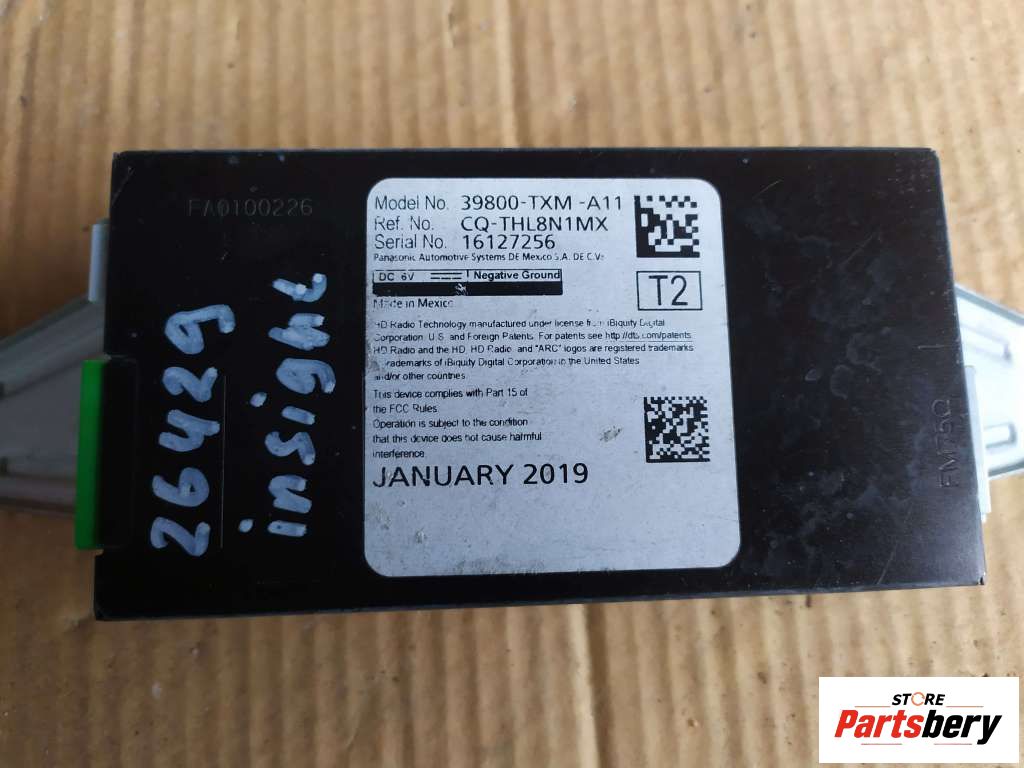 FA0100226
26429
insight
Model No. 39800-TXM -A11
Ref. No. CQ-THL8N1MX
Serial No. 16127256
Panasonic Automotive Systems DE Mexico S.A. DE C.V.
DC 6V Negative Ground
Made in Mexico
T2
HD Radio Technology manufactured under license from iBiquity Digital
Corporation, U.S. and Foreign Patents. For patents see http://dts.com/patents.
HD Radio and the HD, HD Radio, and "ARC" logos are registered trademarks
trademarks of iBiquity Digital Corporation in the United States
and/or other countries.
This device complies with Part 15 of
the FCC Rules
Operation is subject to the condition
that this device does not cause harmful
interference.
JANUARY 2019
STORE
Partsbery